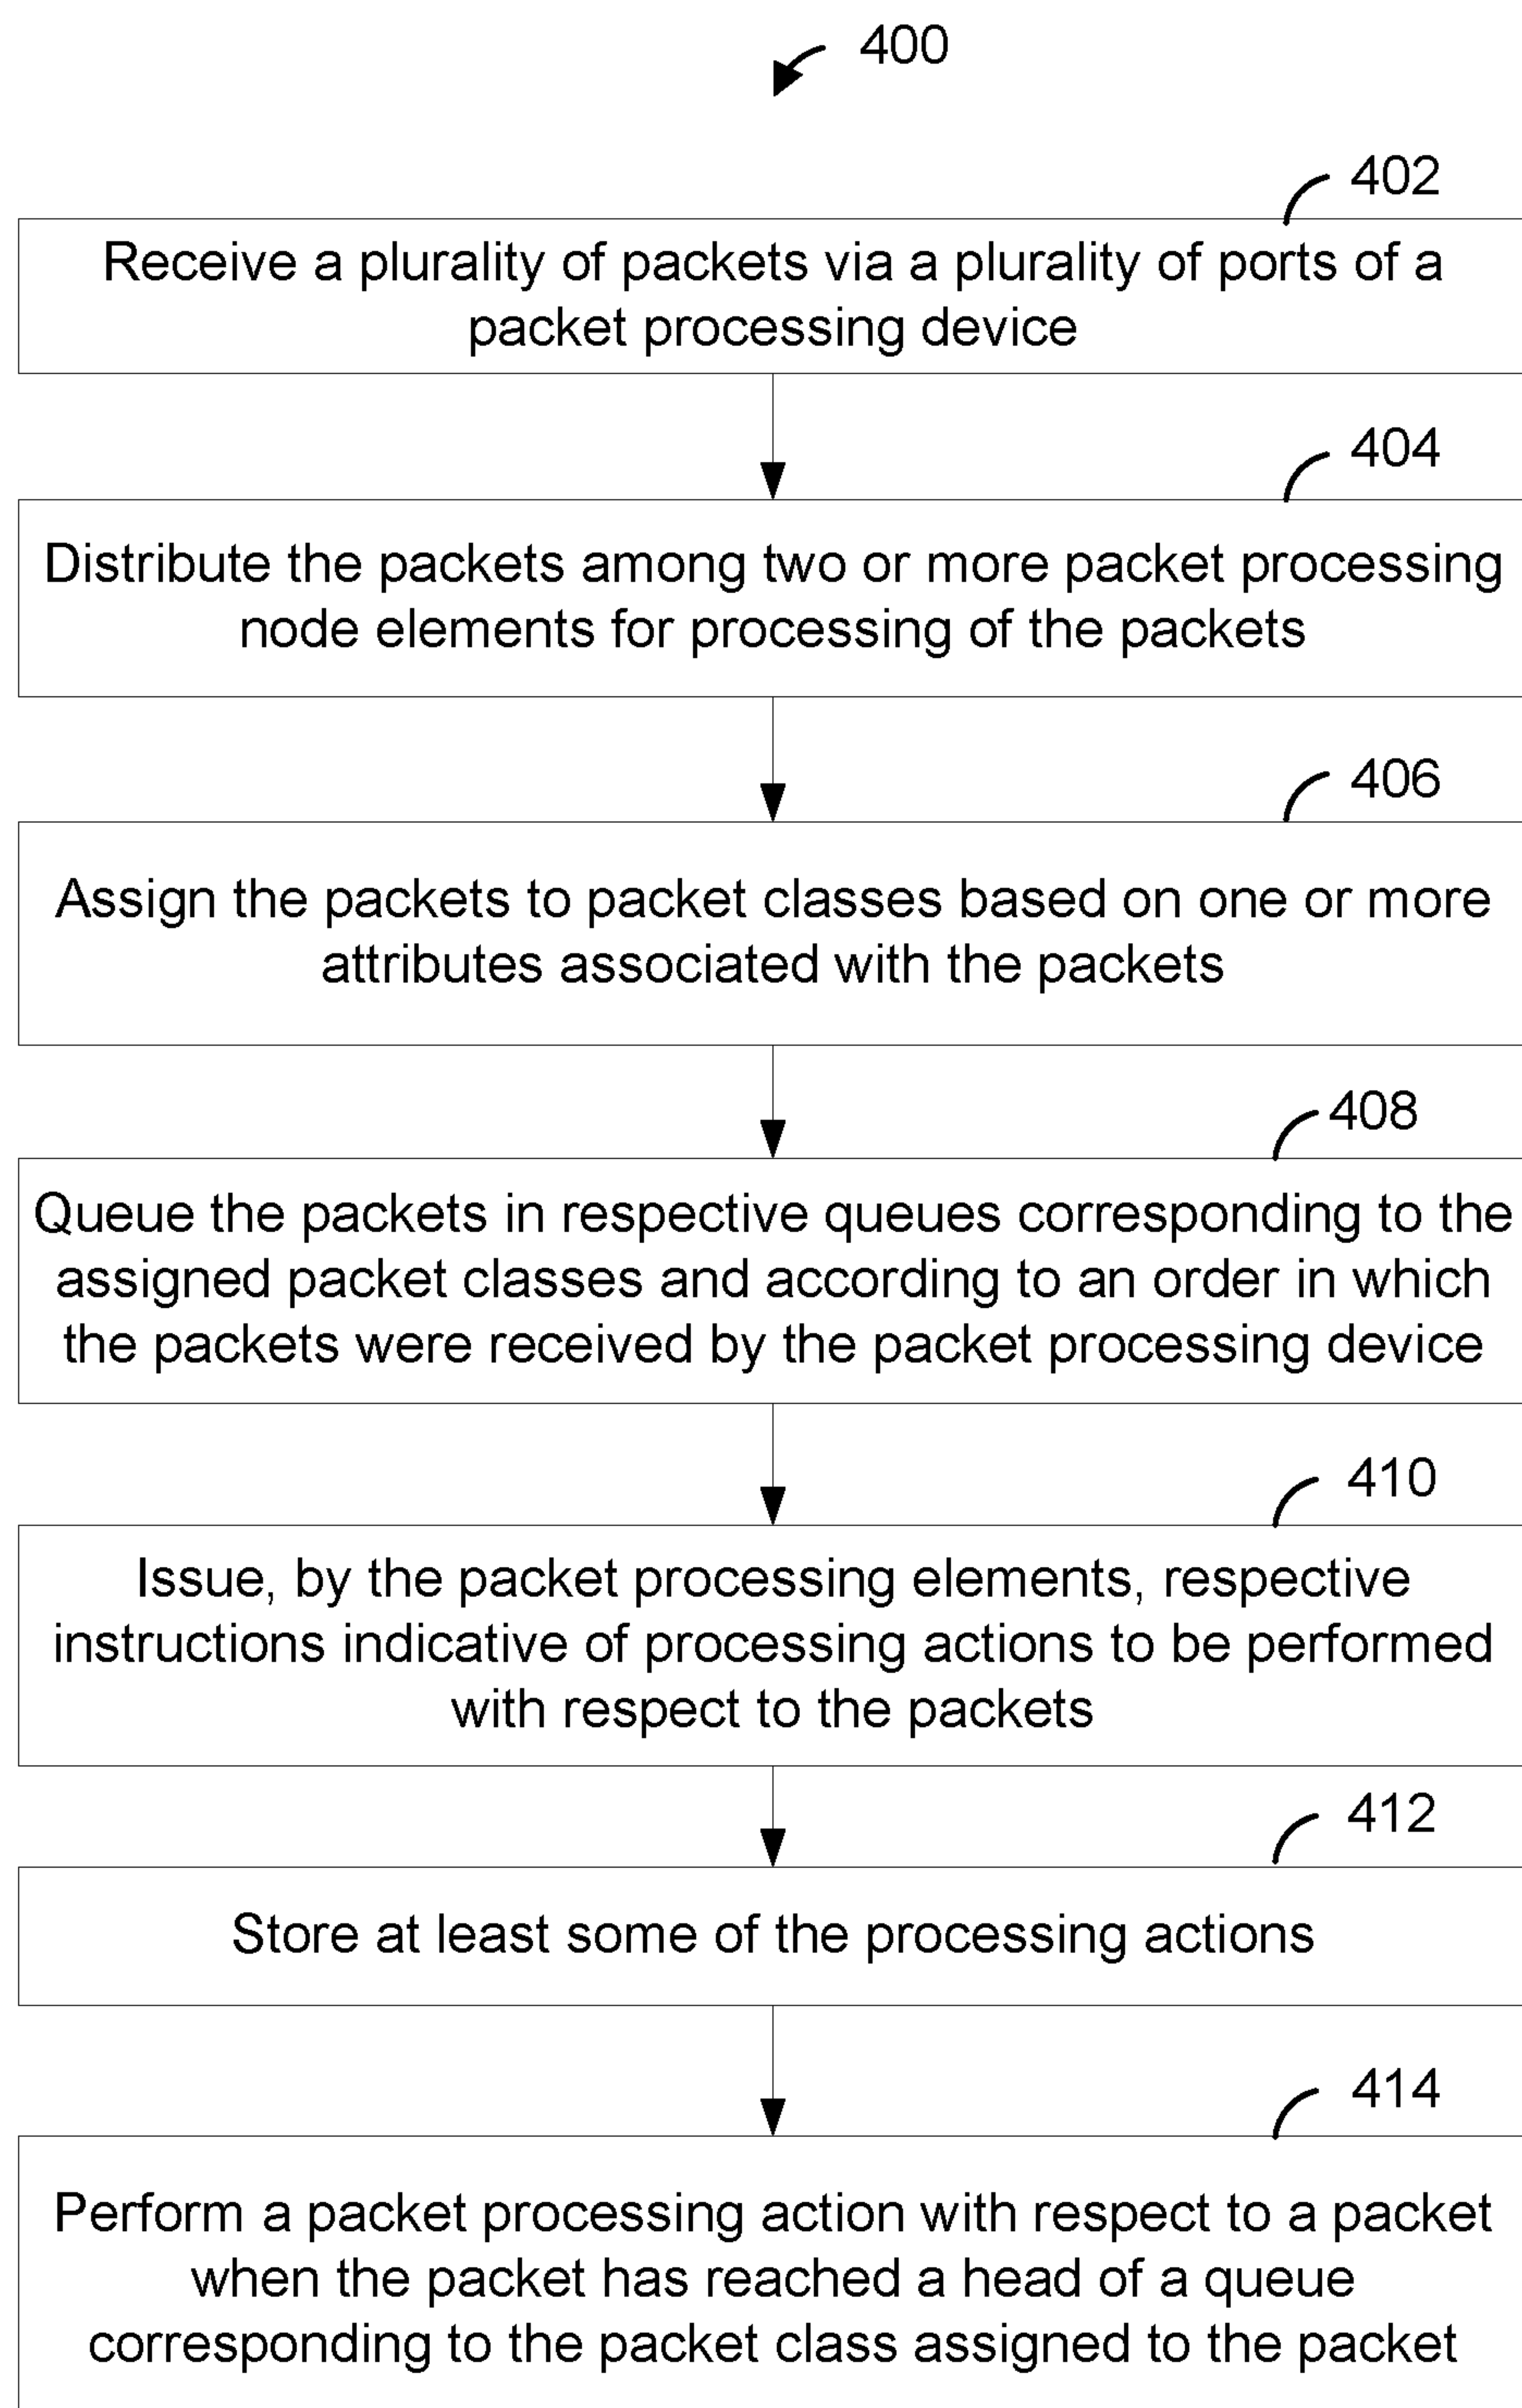 400
402
Receive a plurality of packets via a plurality of ports of a
packet processing device
404
Distribute the packets among two or more packet processing
node elements for processing of the packets
406
Assign the packets to packet classes based on one or more
attributes associated with the packets
408
Queue the packets in respective queues corresponding to the
assigned packet classes and according to an order in which
the packets were received by the packet processing device
410
Issue, by the packet processing elements, respective
instructions indicative of processing actions to be performed
with respect to the packets
412
Store at least some of the processing actions
414
Perform a packet processing action with respect to a packet
when the packet has reached a head of a queue
corresponding to the packet class assigned to the packet